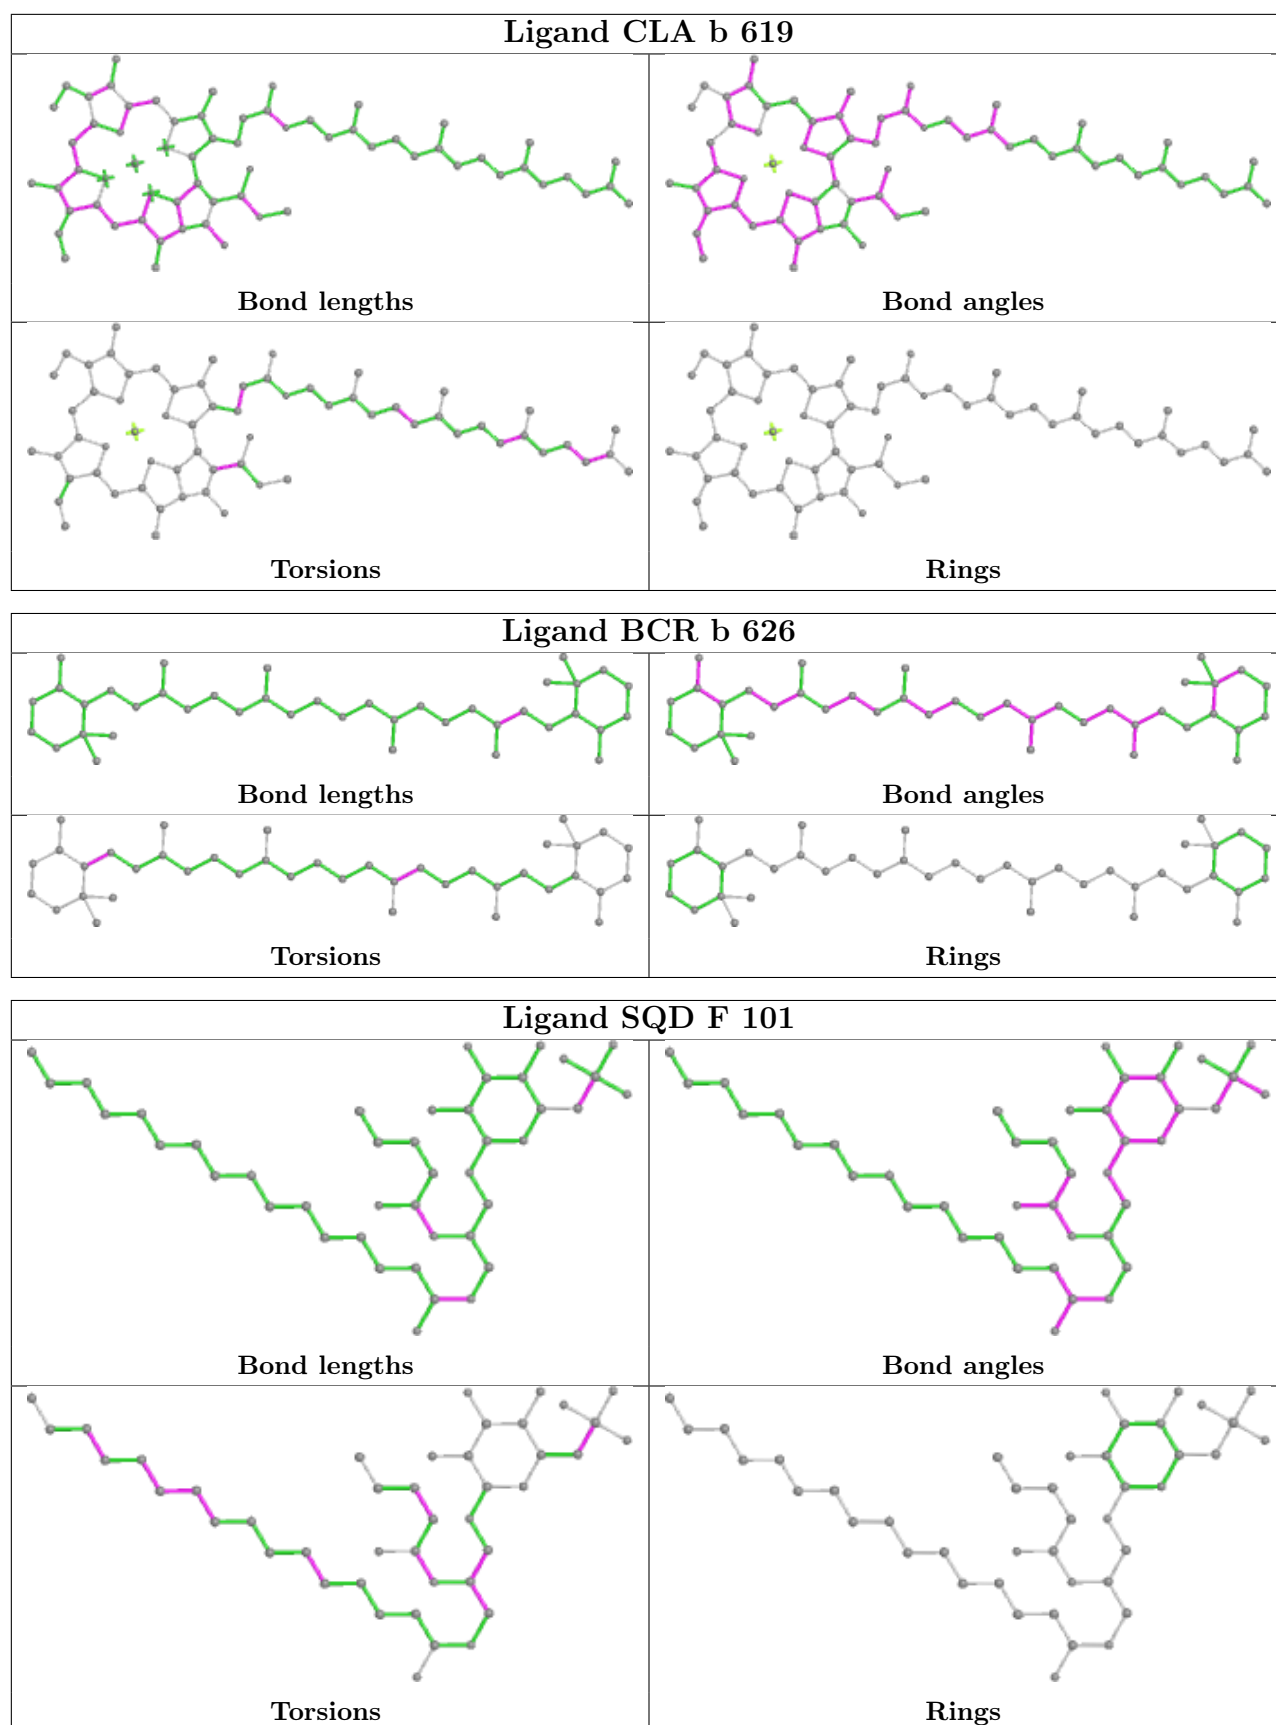 Ligand CLA b 619
Bond lengths
Bond angles
Torsions
Rings
Ligand BCR b 626
Bond lengths
Bond angles
Torsions
Rings
Ligand SQD F 101
Bond lengths
Bond angles
Torsions
Rings